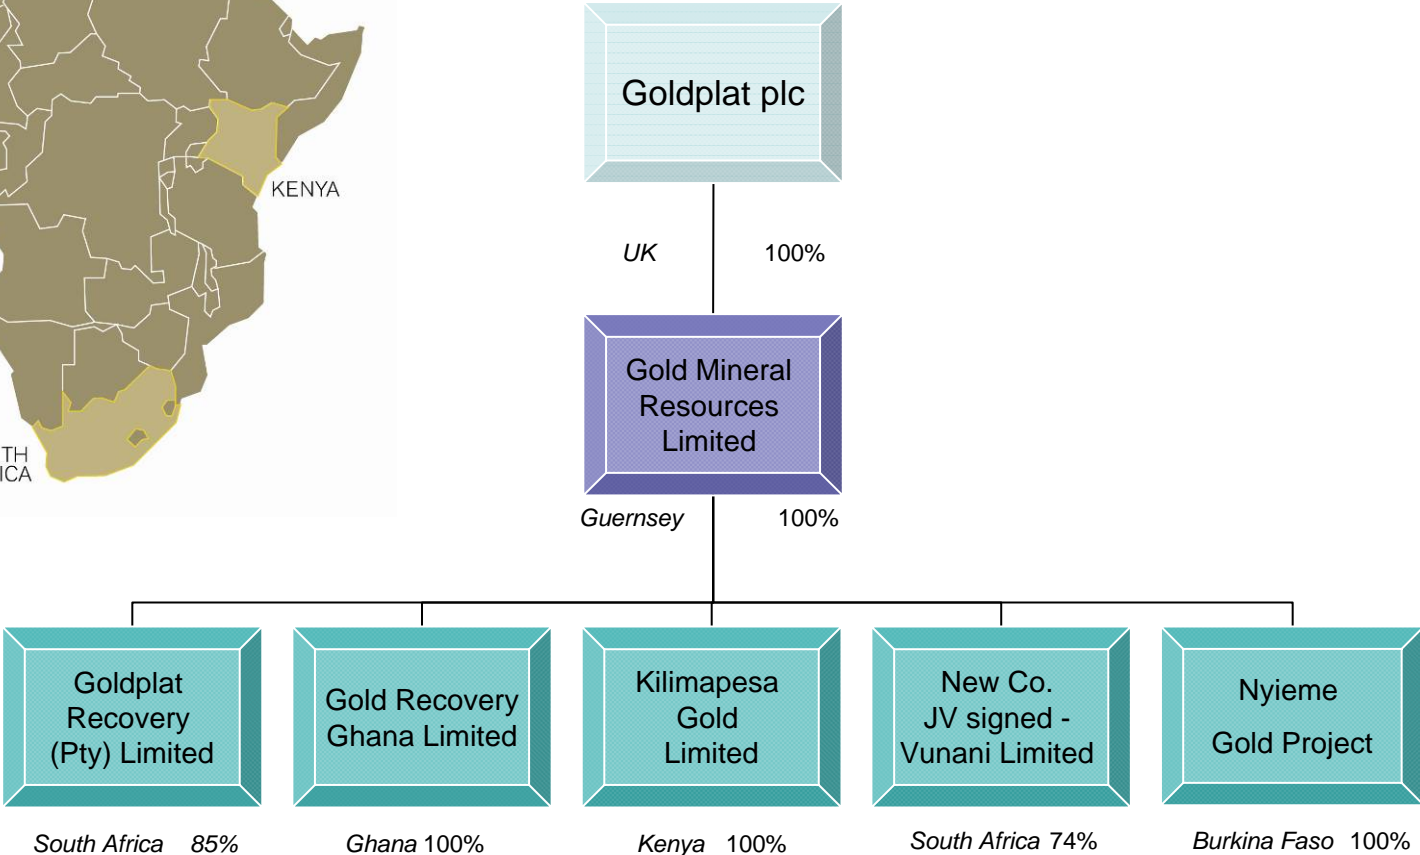 Goldplat plc
KENYA
UK 100%
Gold Mineral
Resources
Limited
TH
ICA
Guernsey 100%
Goldplat
Recovery
(Pty) Limited
Gold Recovery
Ghana Limited
Kilimapesa
Gold
Limited
New Co.
JV signed -
Vunani Limited
Nyieme
Gold Project
South Africa 85%
Ghana 100%
Kenya 100%
South Africa 74%
Burkina Faso 100%